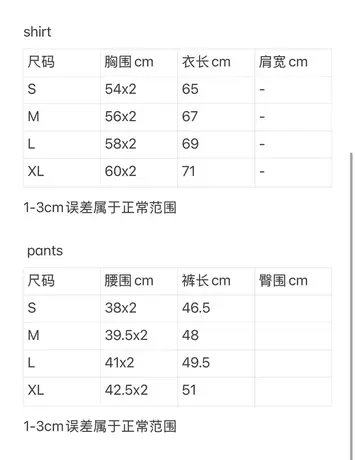 shirt
尺码 胸围cm 衣长cm 肩宽cm
S 54x2 65 -
M 56x2 67 -
L 58x2 69 -
XL 60x2 71 -
1-3cm误差属于正常范围
pants
尺码 腰围cm 裤长cm 臀围cm
S 38x2 46.5
M 39.5x2 48
L 41x2 49.5
XL 42.5x2 51
1-3cm误差属于正常范围